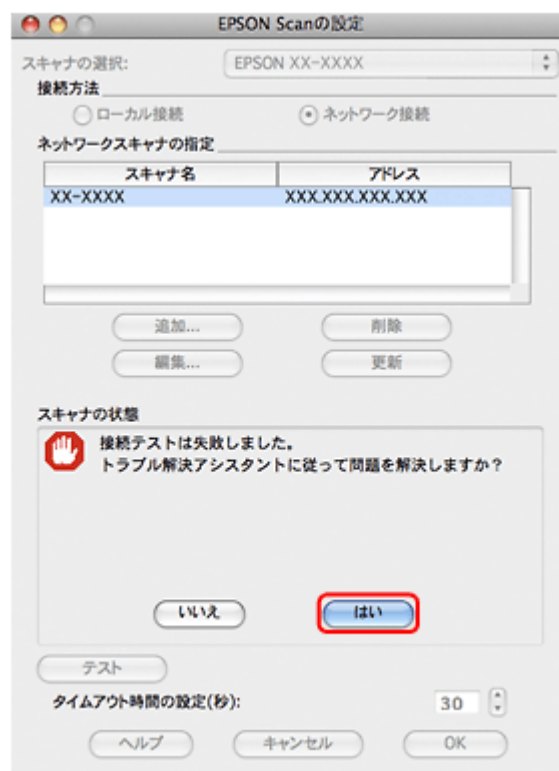 EPSON Scanの設定
スキャナの選択: EPSON XX-XXXX
接続方法
ローカル接続 ネットワーク接続
ネットワークスキャナの指定
スキャナ名 アドレス
XX-XXXX XXX.XXX.XXX.XXX
追加... 削除
編集... 更新
スキャナの状態
接続テストは失敗しました。
トラブル解決アシスタントに従って問題を解決しますか？
いいえ はい
テスト
タイムアウト時間の設定(秒): 30
ヘルプ キャンセル OK